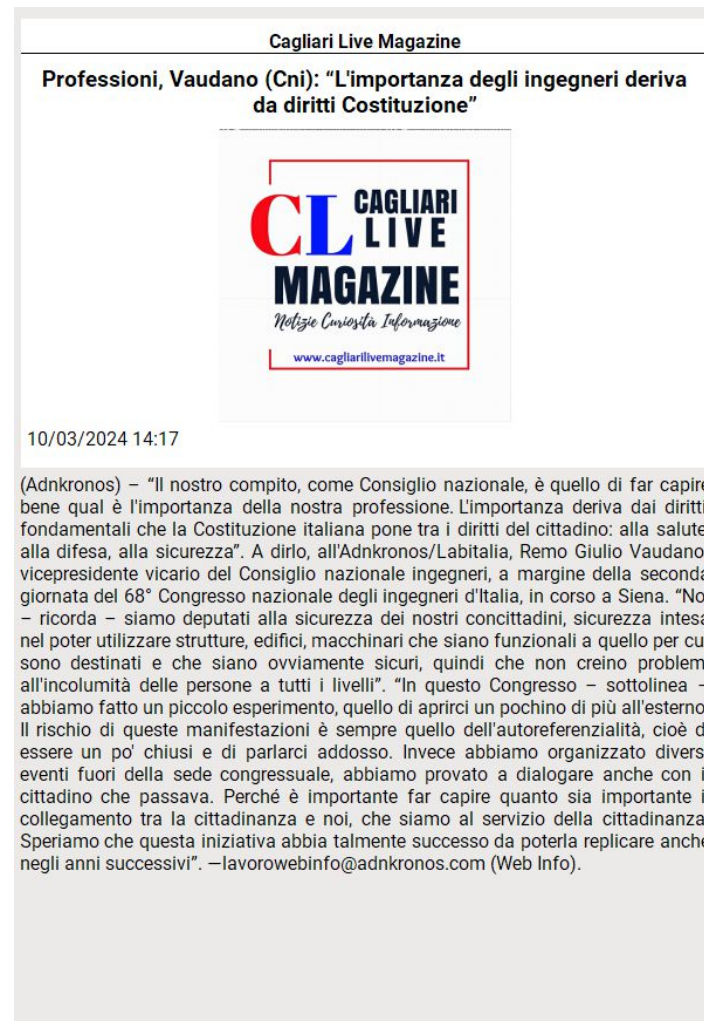 Cagliari Live Magazine
Professioni, Vaudano (Cni): “L'importanza degli ingegneri deriva
da diritti Costituzione”
CL CAGLIARI
LIVE
MAGAZINE
Notizie Curiosità Informazione
www.cagliarilivemagazine.it
10/03/2024 14:17
(Adnkronos) – “Il nostro compito, come Consiglio nazionale, è quello di far capire
bene qual è l'importanza della nostra professione. L'importanza deriva dai diritti
fondamentali che la Costituzione italiana pone tra i diritti del cittadino: alla salute
alla difesa, alla sicurezza”. A dirlo, all'Adnkronos/Labitalia, Remo Giulio Vaudano
vicepresidente vicario del Consiglio nazionale ingegneri, a margine della seconda
giornata del 68° Congresso nazionale degli ingegneri d'Italia, in corso a Siena. “No
– ricorda – siamo deputati alla sicurezza dei nostri concittadini, sicurezza intesa
nel poter utilizzare strutture, edifici, macchinari che siano funzionali a quello per cu
sono destinati e che siano ovviamente sicuri, quindi che non creino problem
all'incolumità delle persone a tutti i livelli”. “In questo Congresso – sottolinea –
abbiamo fatto un piccolo esperimento, quello di aprirci un pochino di più all'esterno
Il rischio di queste manifestazioni è sempre quello dell'autoreferenzialità, cioè d
essere un po' chiusi e di parlarci addosso. Invece abbiamo organizzato divers
eventi fuori della sede congressuale, abbiamo provato a dialogare anche con i
cittadino che passava. Perché è importante far capire quanto sia importante i
collegamento tra la cittadinanza e noi, che siamo al servizio della cittadinanza
Speriamo che questa iniziativa abbia talmente successo da poterla replicare anche
negli anni successivi”. —lavorowebinfo@adnkronos.com (Web Info).